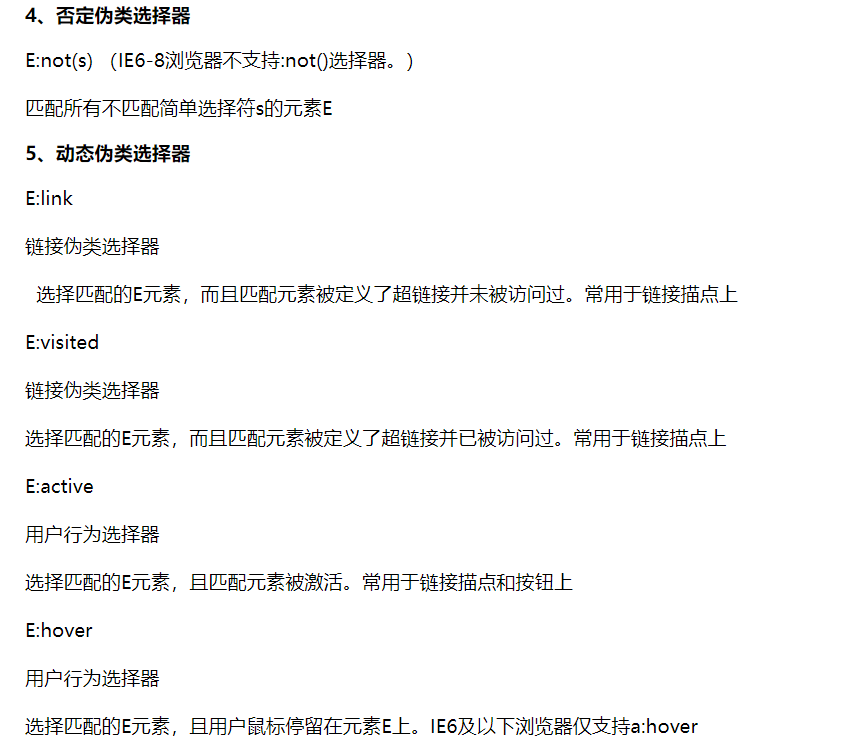 4、否定伪类选择器
E:not(s) （IE6-8浏览器不支持:not()选择器。）
匹配所有不匹配简单选择符s的元素E
5、动态伪类选择器
E:link
链接伪类选择器
选择匹配的E元素，而且匹配元素被定义了超链接并未被访问过。常用于链接描点上
E:visited
链接伪类选择器
选择匹配的E元素，而且匹配元素被定义了超链接并已被访问过。常用于链接描点上
E:active
用户行为选择器
选择匹配的E元素，且匹配元素被激活。常用于链接描点和按钮上
E:hover
用户行为选择器
选择匹配的E元素，且用户鼠标停留在元素E上。IE6及以下浏览器仅支持a:hover